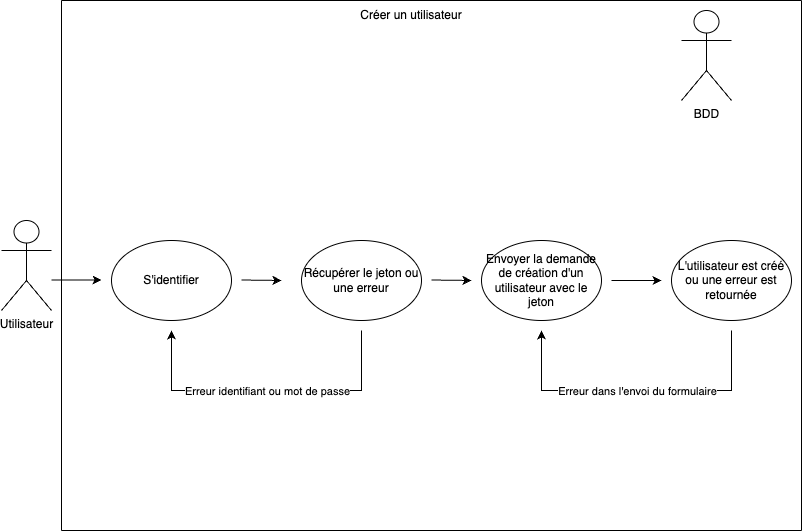 Créer un utilisateur
BDD
Utilisateur
S'identifier
Récupérer le jeton ou
une erreur
Envoyer la demande
de création d'un
utilisateur avec le
jeton
L'utilisateur est créé
ou une erreur est
retournée
Erreur identifiant ou mot de passe
Erreur dans l'envoi du formulaire